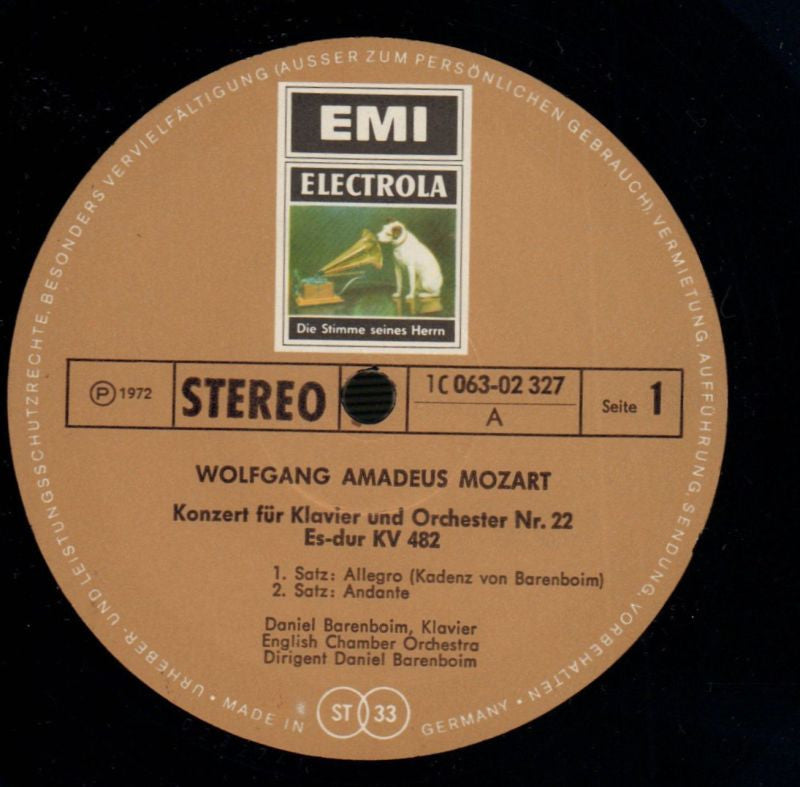 URHEBER- UND LEISTUNGSSCHUTZRECHTE, BESONDERS VERVIELFÄLTIGUNG (AUSSER ZUM PERSÖNLICHEN GEBRAUCH), VERMIETUNG, AUFFÜHRUNG, SENDUNG, VORBEHALTEN •
EMI
ELECTROLA
Die Stimme seines Herrn
Ⓟ 1972
STEREO
1C 063-02 327
A
Seite 1
WOLFGANG AMADEUS MOZART
Konzert für Klavier und Orchester Nr. 22
Es-dur KV 482
1. Satz: Allegro (Kadenz von Barenboim)
2. Satz: Andante
Daniel Barenboim, Klavier
English Chamber Orchestra
Dirigent Daniel Barenboim
• MADE IN GERMANY •
ST 33